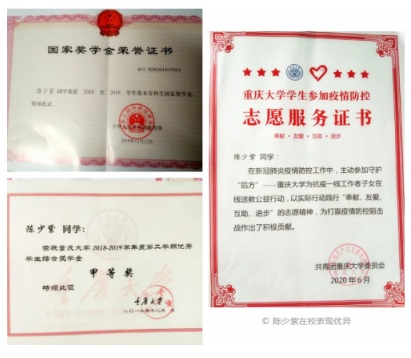 国家奖学金荣誉证书
陈少紫同学荣获 2018 至 2019 学年度本专科生国家奖学金,
特颁此证。
陈少紫 同学:
荣获重庆大学 2018-2019 学年度第二学期优秀
学生综合奖学金
甲等奖
特颁此证
重庆大学
重庆大学学生参加疫情防控
志愿服务证书
奉献 · 友爱 · 互助 · 进步
陈少紫 同学:
在新冠肺炎疫情防控工作中,主动参加守护
“后方”——重庆大学为抗疫一线工作者子女在
线送教公益行动,以实际行动践行“奉献、友爱、
互助、进步”的志愿精神,为打赢疫情防控阻击
战作出了积极贡献。
共青团重庆大学委员会
2020 年 6 月
© 陈少紫在校表现优异